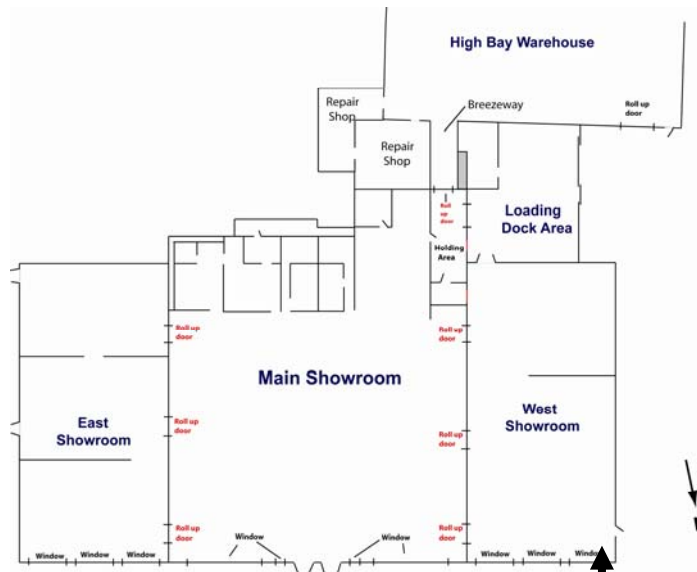 High Bay Warehouse
Roll up
door
Repair
Shop
Breezeway
Repair
Shop
Roll
up
door
Loading
Dock Area
Holding
Area
Roll up
door
Roll up
door
Main Showroom
East
Showroom
West
Showroom
Roll up
door
Roll up
door
Roll up
door
Roll up
door
Window
Window
Window Window Window
Window Window Window